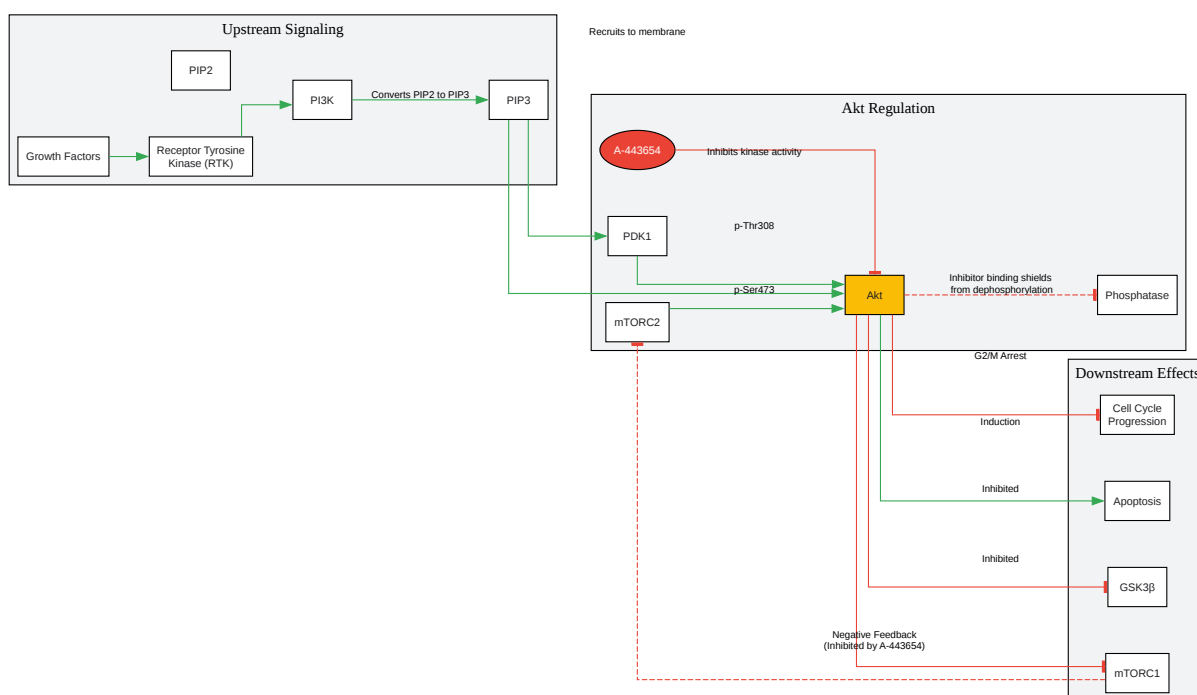 Upstream Signaling
Recruits to membrane
PIP2
PI3K
Converts PIP2 to PIP3
PIP3
Growth Factors
Receptor Tyrosine
Kinase (RTK)
Akt Regulation
A-443654
Inhibits kinase activity
PDK1
p-Thr308
p-Ser473
Akt
Inhibitor binding shields
from dephosphorylation
Phosphatase
mTORC2
G2/M Arrest
Downstream Effects
Cell Cycle
Progression
Induction
Inhibited
Apoptosis
Inhibited
GSK3β
Negative Feedback
(Inhibited by A-443654)
mTORC1